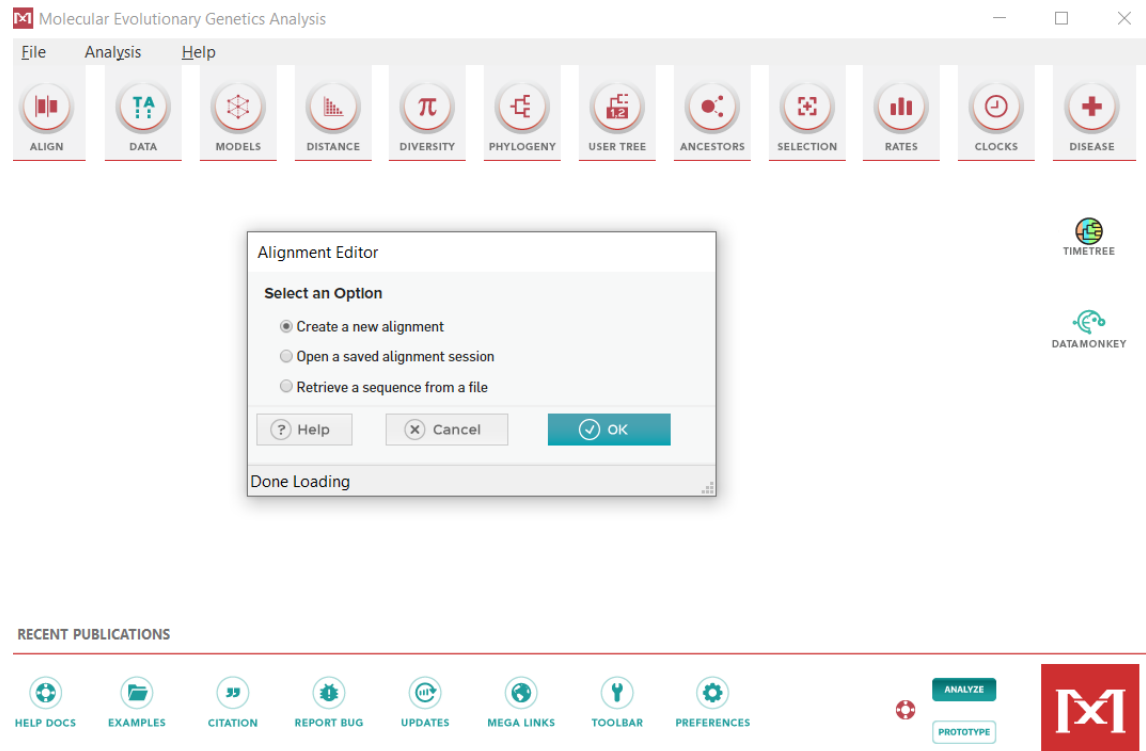 Molecular Evolutionary Genetics Analysis
File Analysis Help
TA
π
1,2
ALIGN DATA MODELS DISTANCE DIVERSITY PHYLOGENY USER TREE ANCESTORS SELECTION RATES CLOCKS DISEASE
TIMETREE
DATAMONKEY
Alignment Editor
Select an Option
Create a new alignment
Open a saved alignment session
Retrieve a sequence from a file
? Help Cancel OK
Done Loading
RECENT PUBLICATIONS
HELP DOCS EXAMPLES CITATION REPORT BUG UPDATES MEGA LINKS TOOLBAR PREFERENCES
ANALYZE
PROTOTYPE